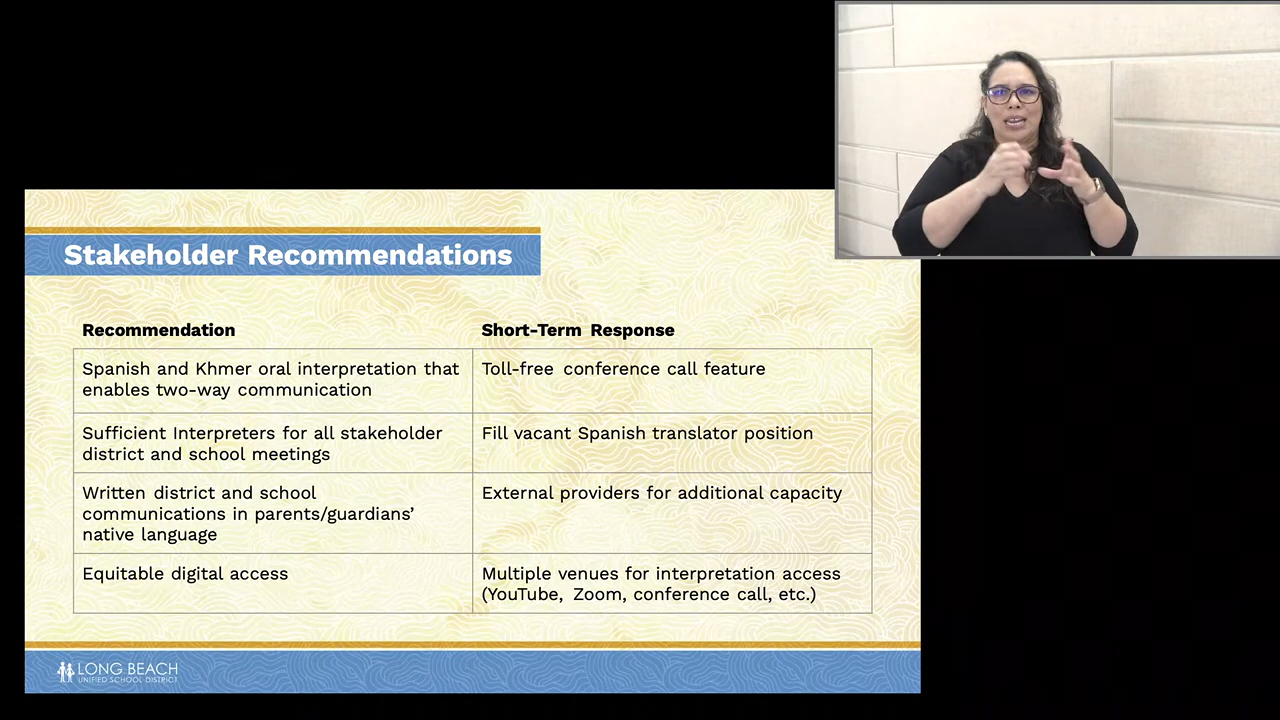 Stakeholder Recommendations
Recommendation
Short-Term Response
Spanish and Khmer oral interpretation that
enables two-way communication
Toll-free conference call feature
Sufficient Interpreters for all stakeholder
district and school meetings
Fill vacant Spanish translator position
Written district and school
communications in parents/guardians’
native language
External providers for additional capacity
Equitable digital access
Multiple venues for interpretation access
(YouTube, Zoom, conference call, etc.)
LONG BEACH
UNIFIED SCHOOL DISTRICT